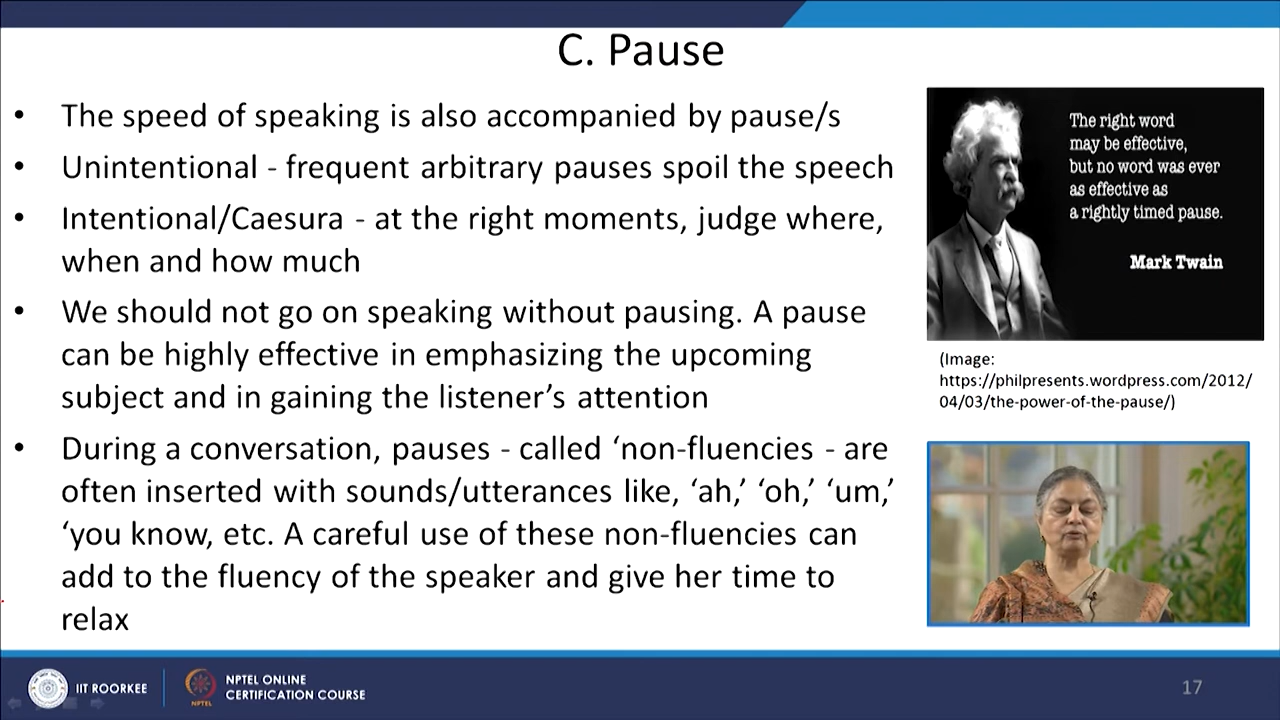 C. Pause
• The speed of speaking is also accompanied by pause/s
• Unintentional - frequent arbitrary pauses spoil the speech
• Intentional/Caesura - at the right moments, judge where,
when and how much
• We should not go on speaking without pausing. A pause
can be highly effective in emphasizing the upcoming
subject and in gaining the listener’s attention
• During a conversation, pauses - called ‘non-fluencies - are
often inserted with sounds/utterances like, ‘ah,’ ‘oh,’ ‘um,’
‘you know, etc. A careful use of these non-fluencies can
add to the fluency of the speaker and give her time to
relax
The right word
may be effective,
but no word was ever
as effective as
a rightly timed pause.
Mark Twain
(Image:
https://philpresents.wordpress.com/2012/
04/03/the-power-of-the-pause/)
IIT ROORKEE
NPTEL
NPTEL ONLINE
CERTIFICATION COURSE
17